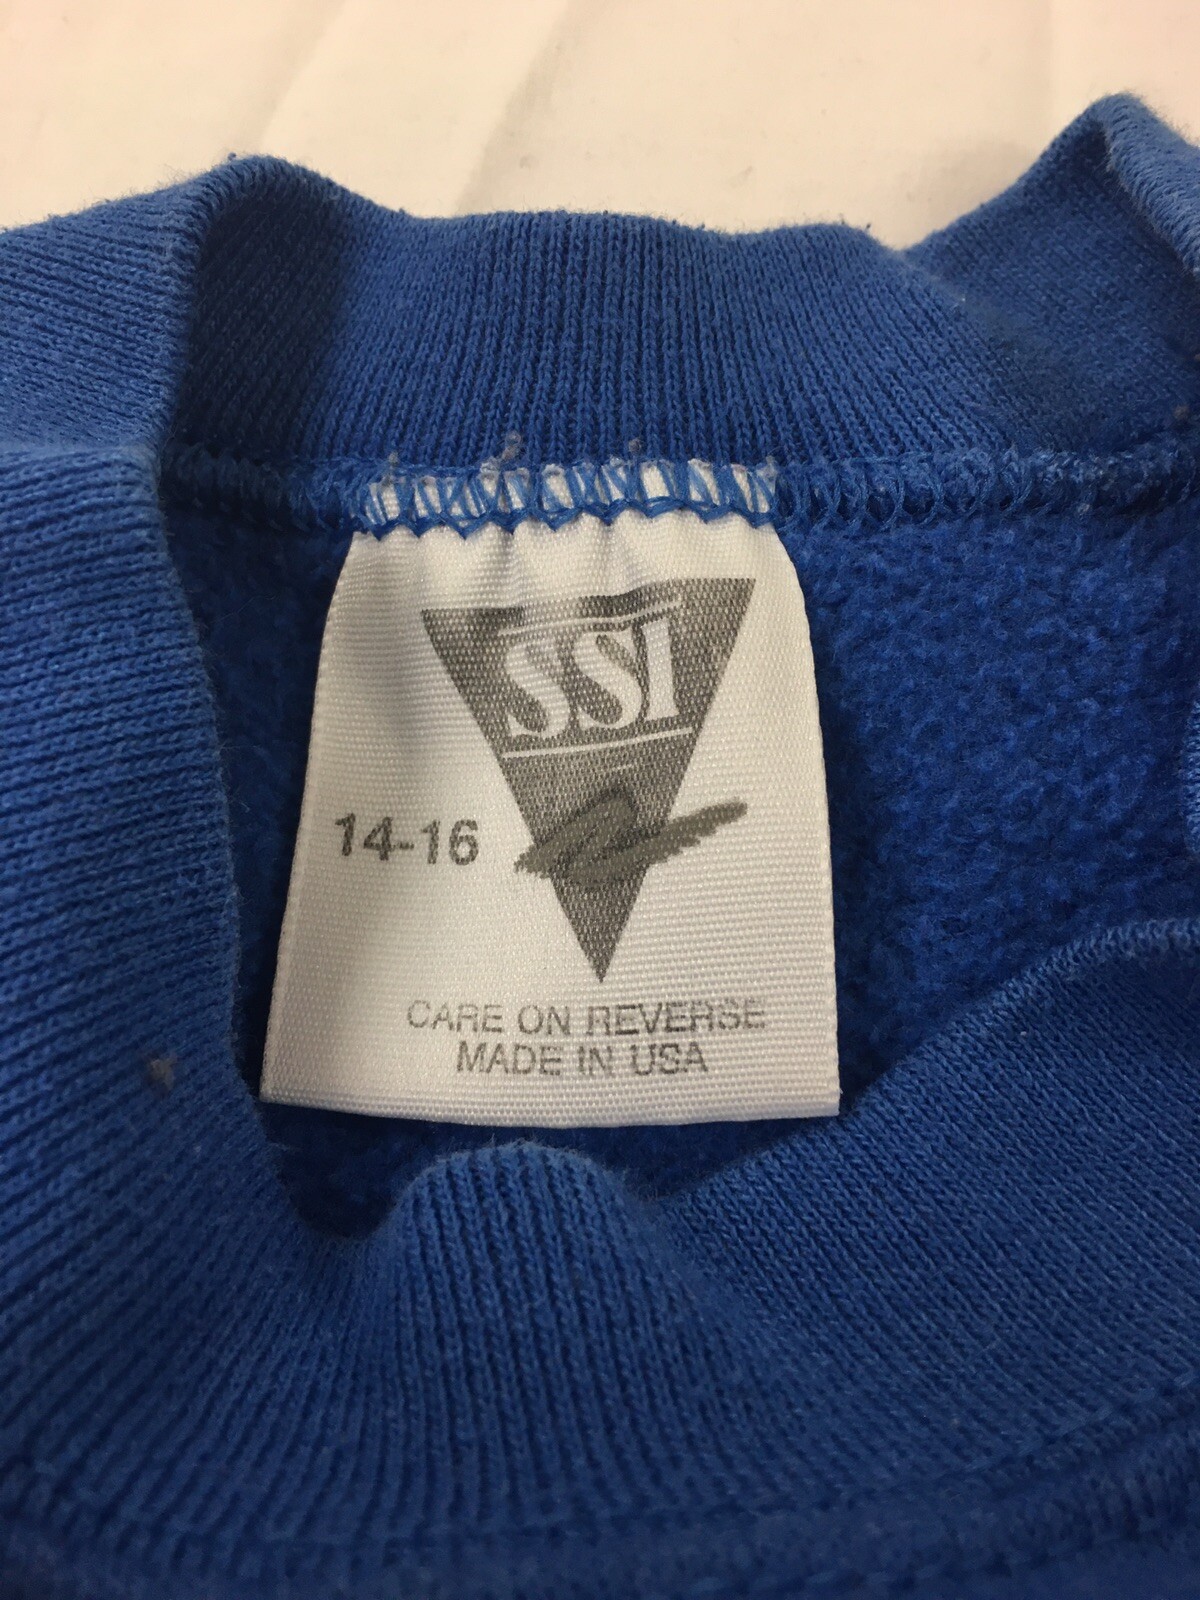 SSI
14-16
CARE ON REVERSE
MADE IN USA